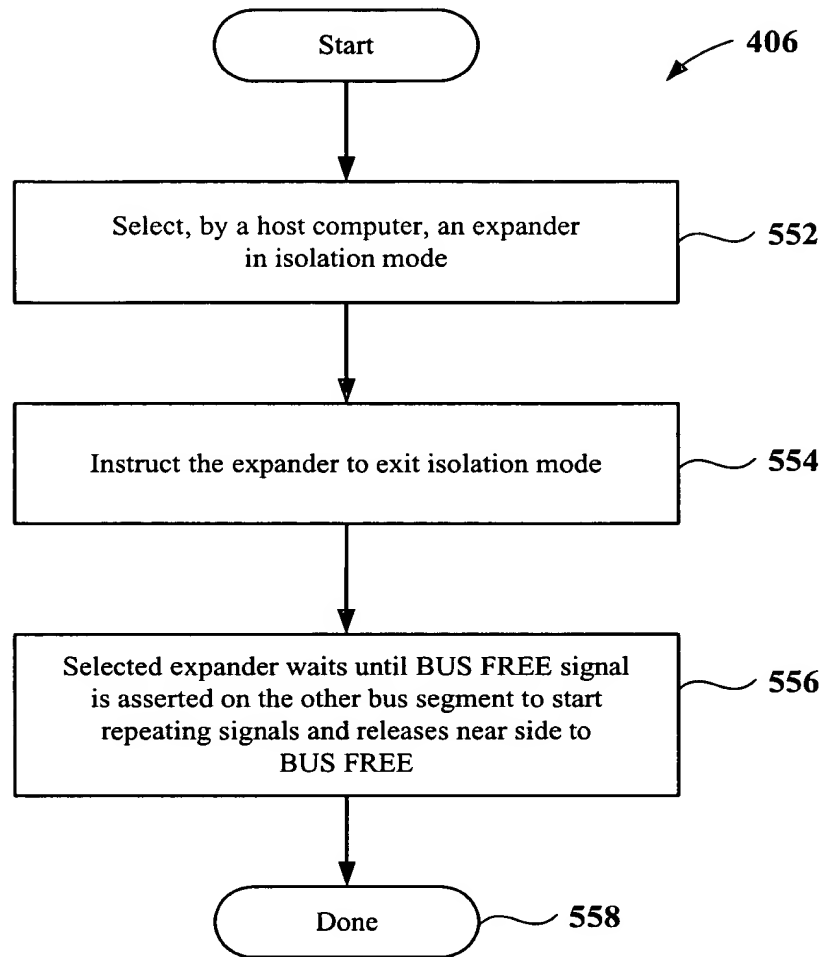 Start
406
Select, by a host computer, an expander
in isolation mode
552
Instruct the expander to exit isolation mode
554
Selected expander waits until BUS FREE signal
is asserted on the other bus segment to start
repeating signals and releases near side to
BUS FREE
556
Done
558